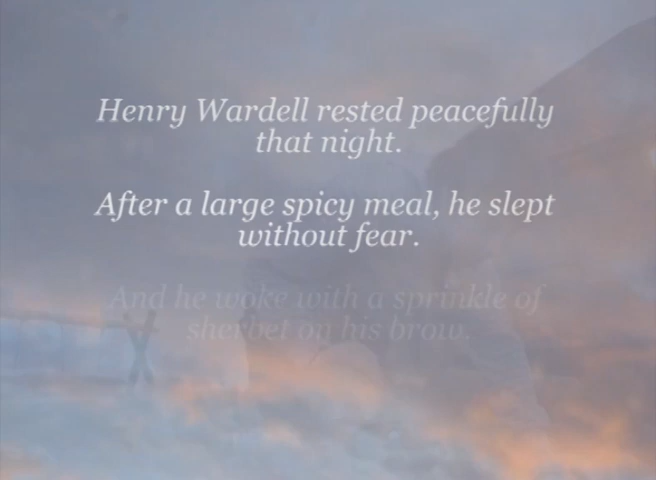 Henry Wardell rested peacefully
that night.
After a large spicy meal, he slept
without fear.
And he woke with a sprinkle of
sherbet on his brow.